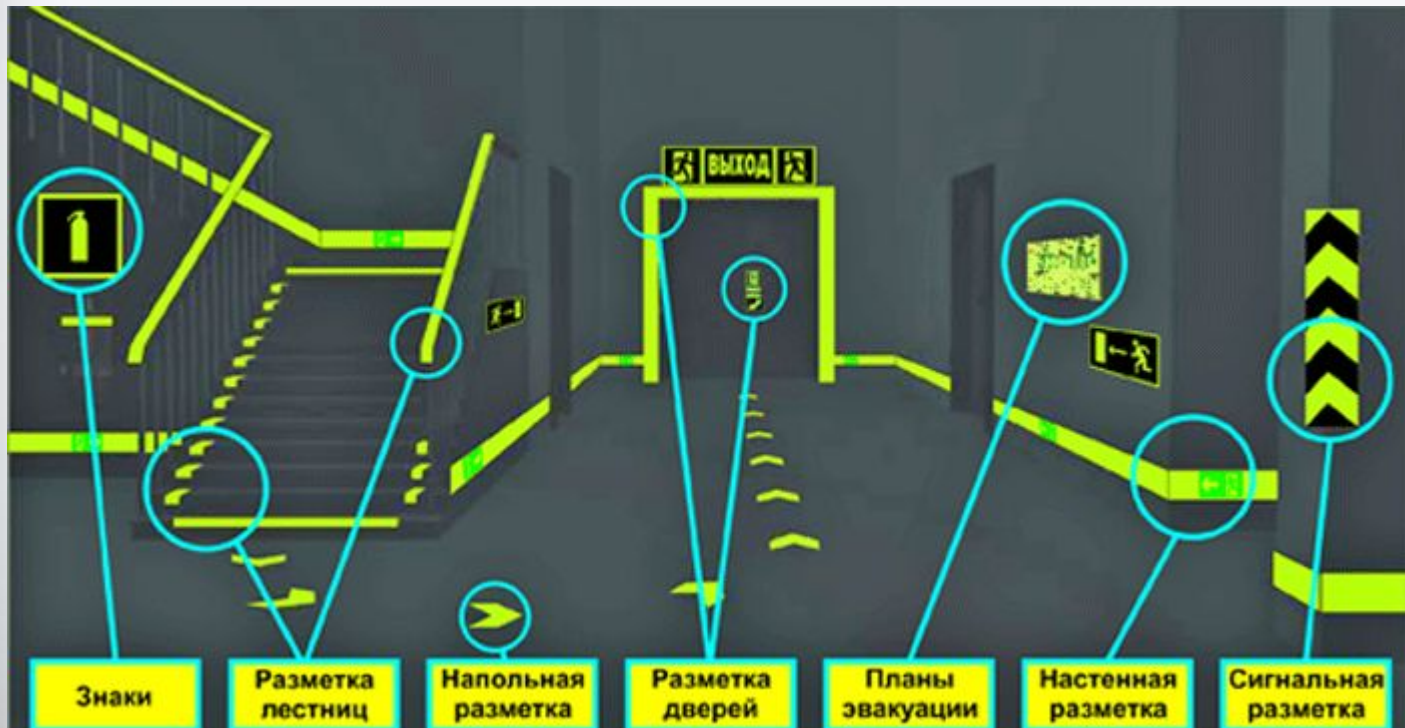 ВЫХОД
Знаки
Разметка
лестниц
Напольная
разметка
Разметка
дверей
Планы
эвакуации
Настенная
разметка
Сигнальная
разметка